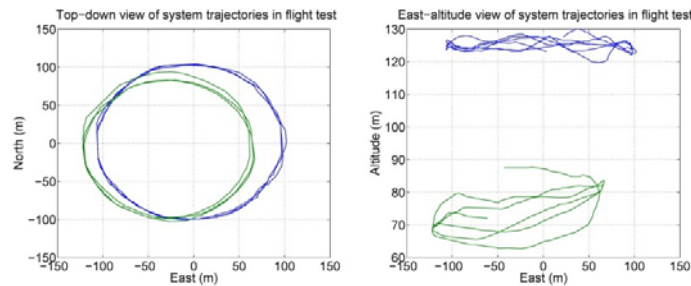 Top-down view of system trajectories in flight test
150
100
50
0
-50
-100
-150
North (m)
-150 -100 -50 0 50 100 150
East (m)
East-altitude view of system trajectories in flight test
130
120
110
100
90
80
70
60
Altitude (m)
-150 -100 -50 0 50 100 150
East (m)